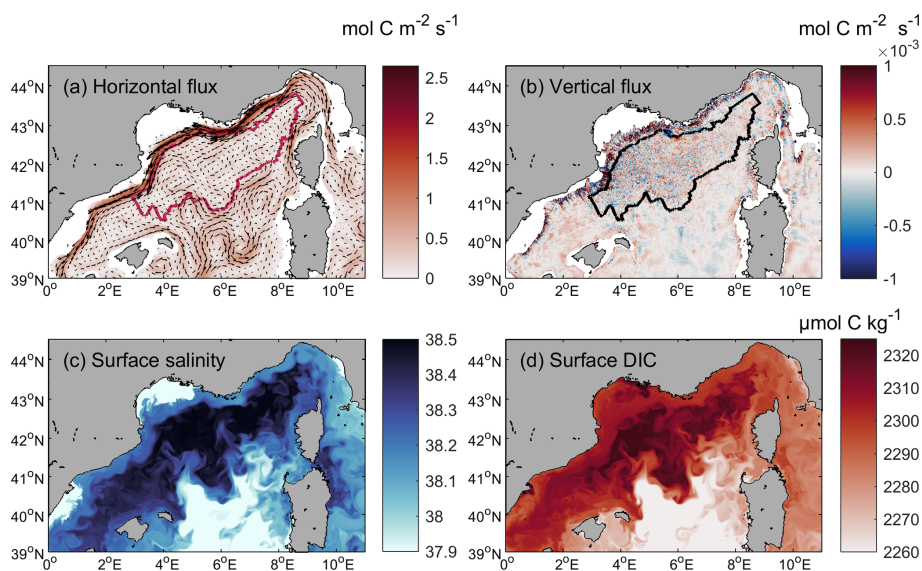 mol C m⁻² s⁻¹
mol C m⁻² s⁻¹
×10⁻³
(a) Horizontal flux
44°N
43°N
42°N
41°N
40°N
39°N
0°
2°E
4°E
6°E
8°E
10°E
2.5
2
1.5
1
0.5
0
(b) Vertical flux
44°N
43°N
42°N
41°N
40°N
39°N
0°
2°E
4°E
6°E
8°E
10°E
1
0.5
0
-0.5
-1
(c) Surface salinity
44°N
43°N
42°N
41°N
40°N
39°N
0°
2°E
4°E
6°E
8°E
10°E
38.5
38.4
38.3
38.2
38.1
38
37.9
µmol C kg⁻¹
(d) Surface DIC
44°N
43°N
42°N
41°N
40°N
39°N
0°
2°E
4°E
6°E
8°E
10°E
2320
2310
2300
2290
2280
2270
2260